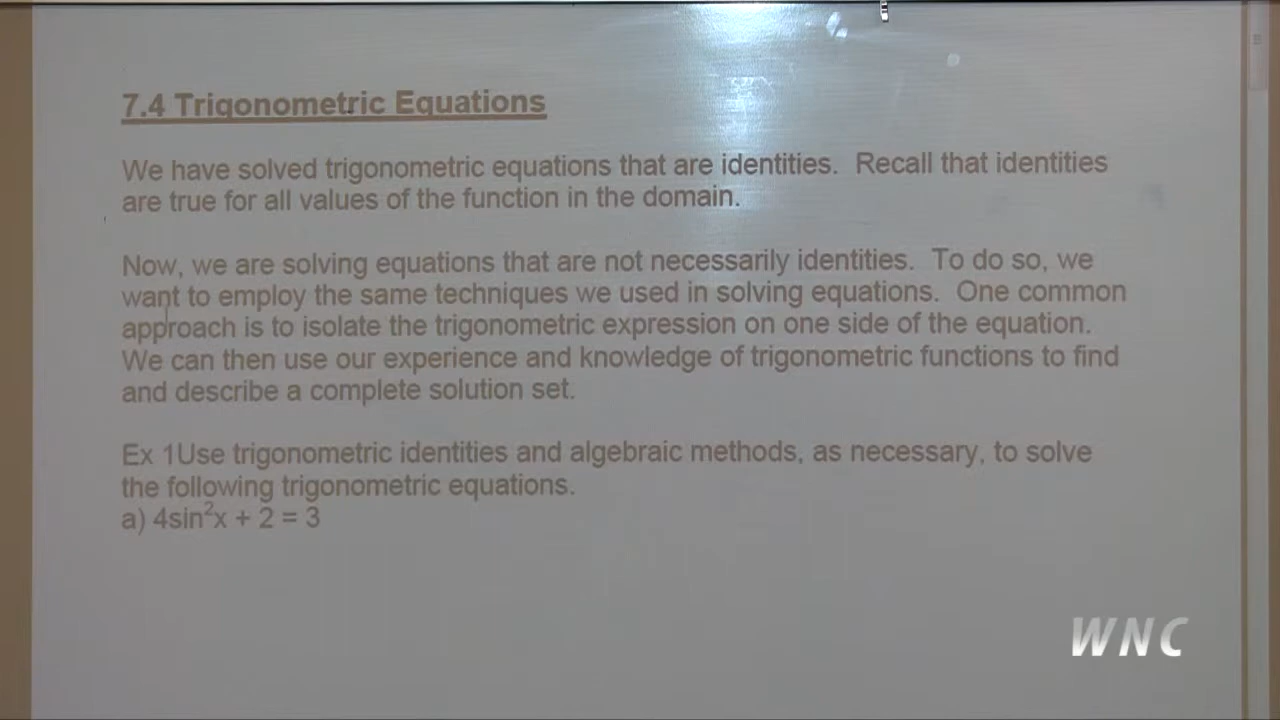 7.4 Trigonometric Equations
We have solved trigonometric equations that are identities. Recall that identities
are true for all values of the function in the domain.
Now, we are solving equations that are not necessarily identities. To do so, we
want to employ the same techniques we used in solving equations. One common
approach is to isolate the trigonometric expression on one side of the equation.
We can then use our experience and knowledge of trigonometric functions to find
and describe a complete solution set.
Ex 1Use trigonometric identities and algebraic methods, as necessary, to solve
the following trigonometric equations.
a) 4sin²x + 2 = 3
WNC